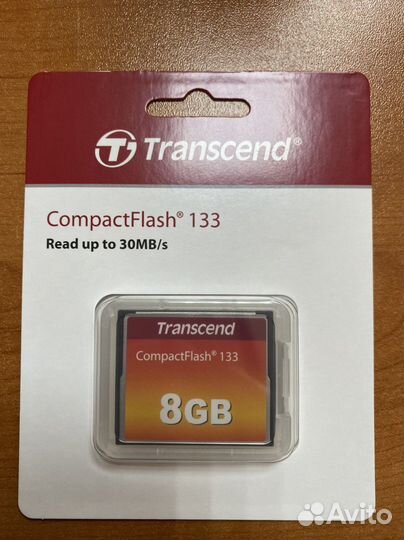 Transcend®
CompactFlash® 133
Read up to 30MB/s
Transcend
CompactFlash® 133
8GB
Avito